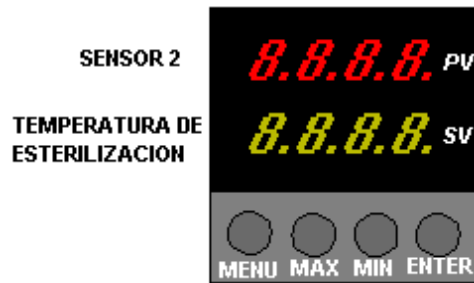 SENSOR 2
8.8.8.8. PV
TEMPERATURA DE
ESTERILIZACION
8.8.8.8. SV
MENU MAX MIN ENTER